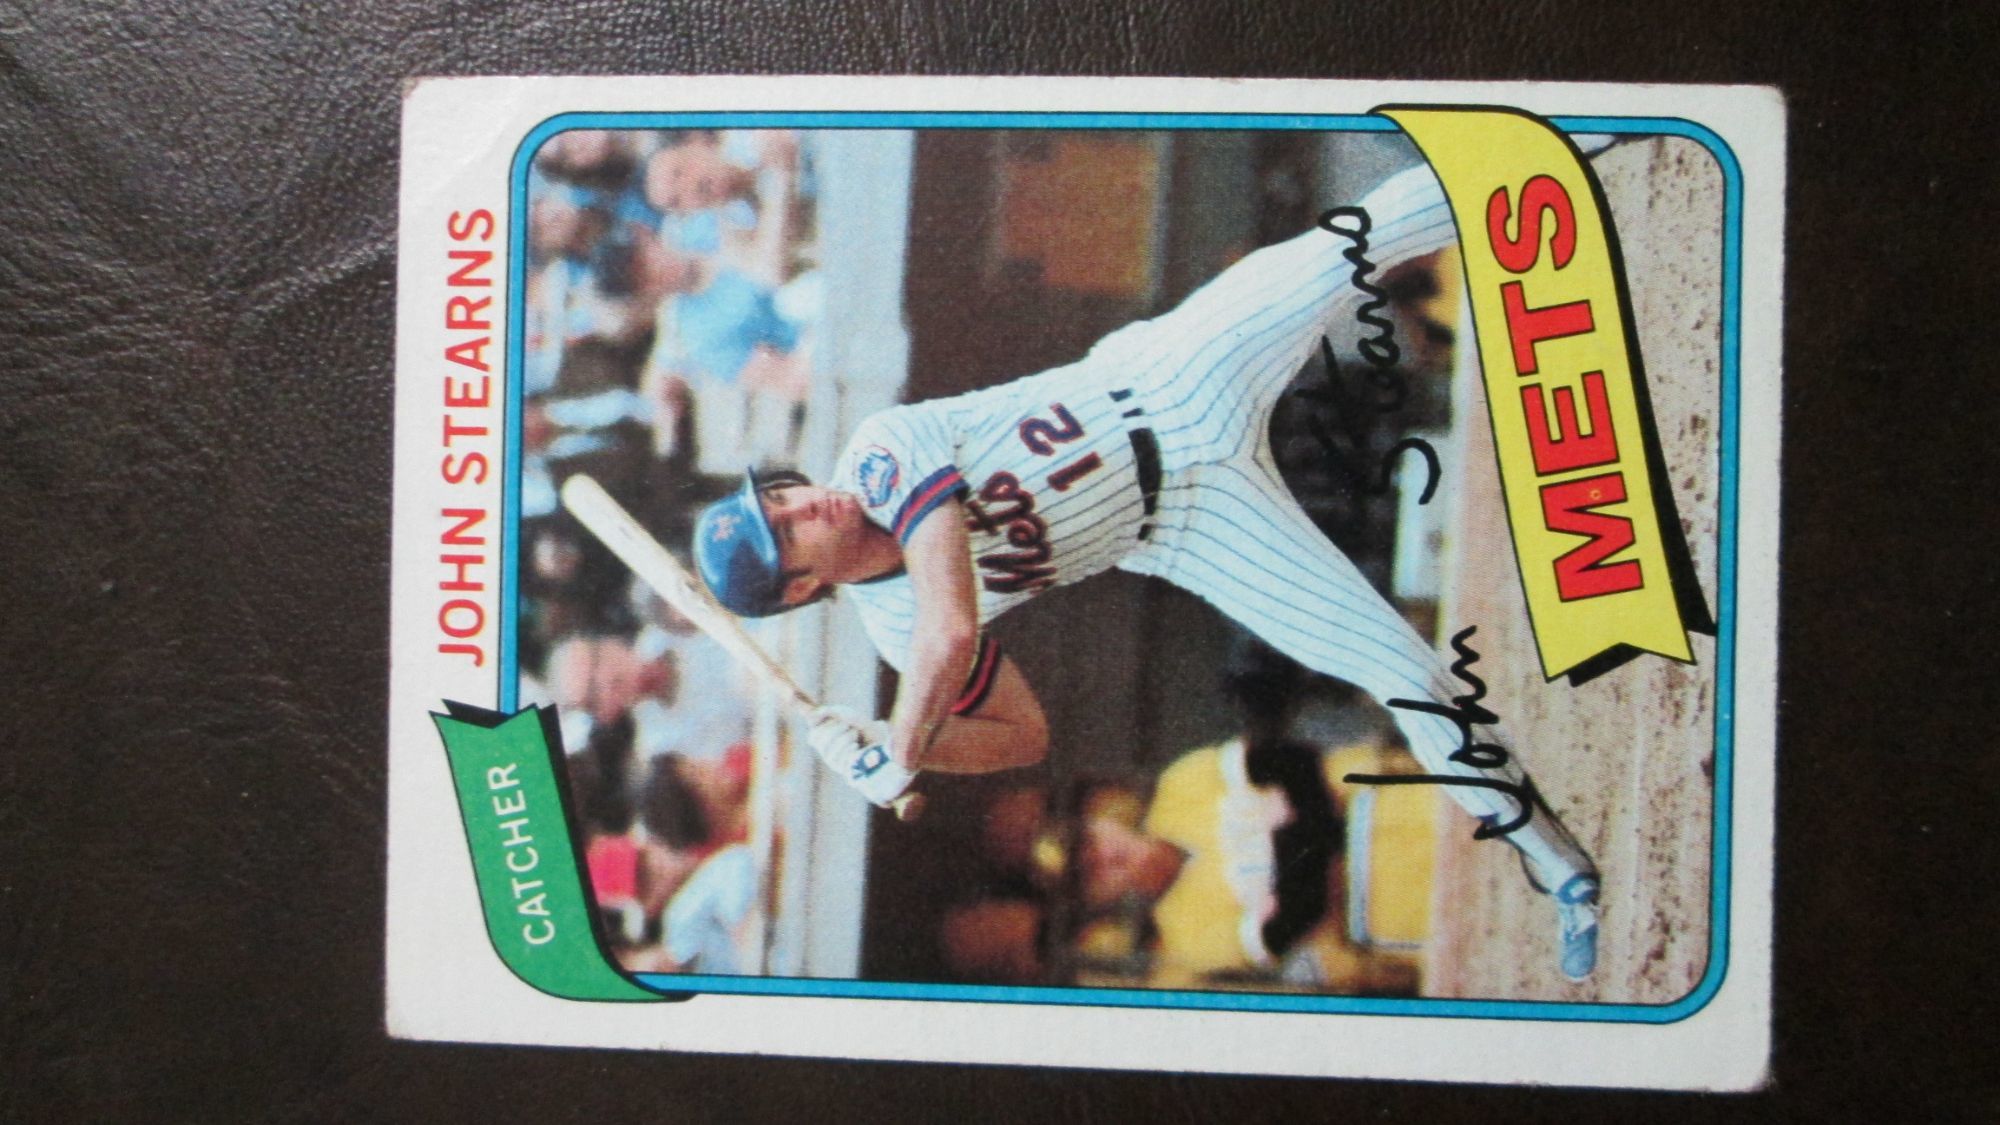 JOHN STEARNS
CATCHER
Mets
12
John Stearns
METS